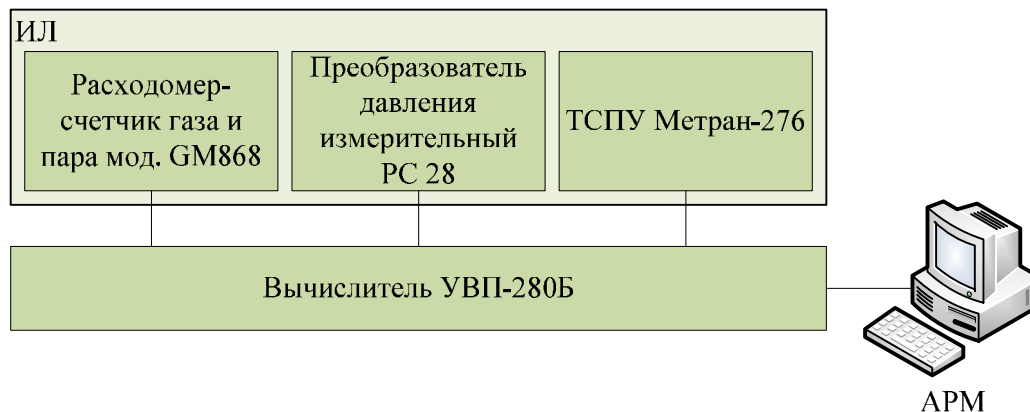 ИЛ
Расходомер-
счетчик газа и
пара мод. GM868
Преобразователь
давления
измерительный
PC 28
ТСПУ Метран-276
Вычислитель УВП-280Б
АРМ